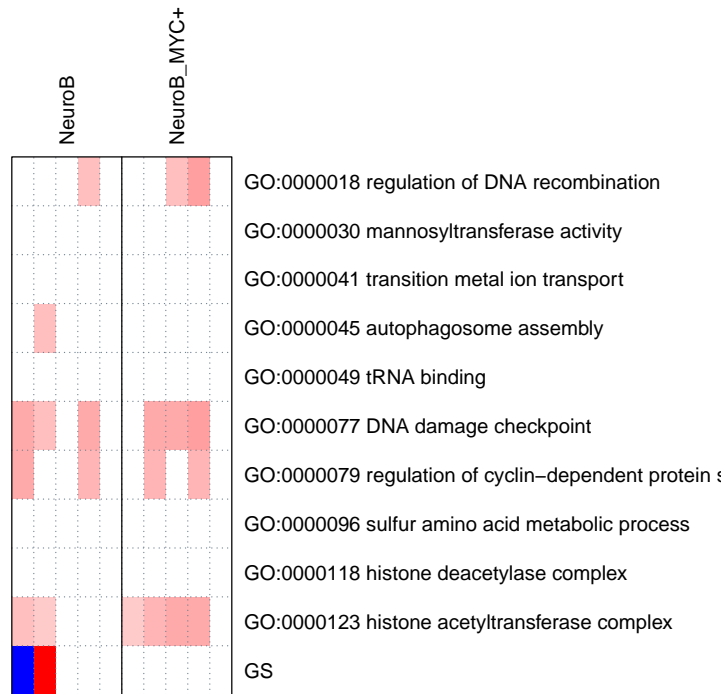 NeuroB
NeuroB_MYC+
GO:0000018 regulation of DNA recombination
GO:0000030 mannosyltransferase activity
GO:0000041 transition metal ion transport
GO:0000045 autophagosome assembly
GO:0000049 tRNA binding
GO:0000077 DNA damage checkpoint
GO:0000079 regulation of cyclin−dependent protein s
GO:0000096 sulfur amino acid metabolic process
GO:0000118 histone deacetylase complex
GO:0000123 histone acetyltransferase complex
GS